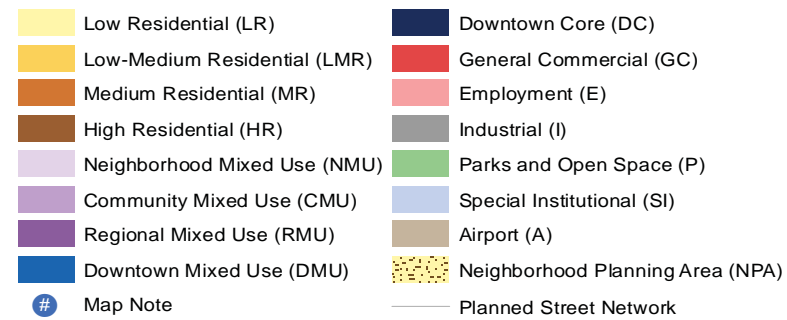 Low Residential (LR)
Low-Medium Residential (LMR)
Medium Residential (MR)
High Residential (HR)
Neighborhood Mixed Use (NMU)
Community Mixed Use (CMU)
Regional Mixed Use (RMU)
Downtown Mixed Use (DMU)
# Map Note
Downtown Core (DC)
General Commercial (GC)
Employment (E)
Industrial (I)
Parks and Open Space (P)
Special Institutional (SI)
Airport (A)
Neighborhood Planning Area (NPA)
Planned Street Network